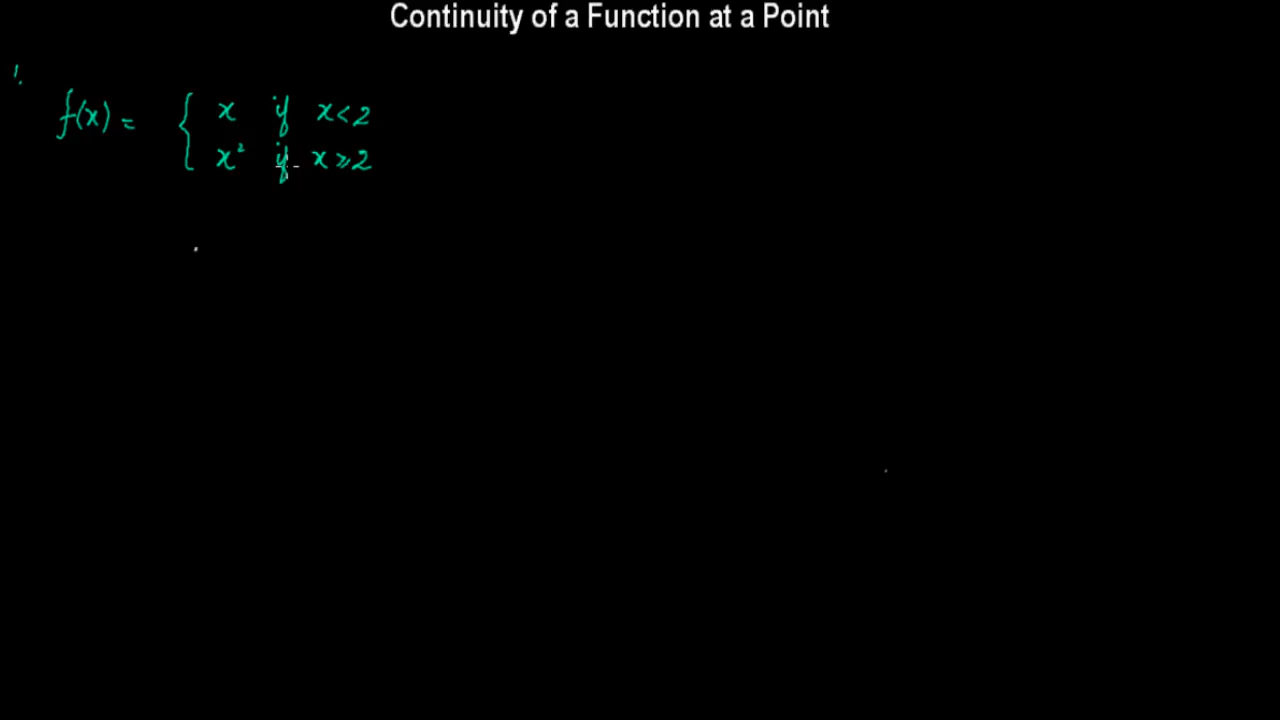 Continuity of a Function at a Point
1.
f(x) = { x if x < 2
x² if x ≥ 2